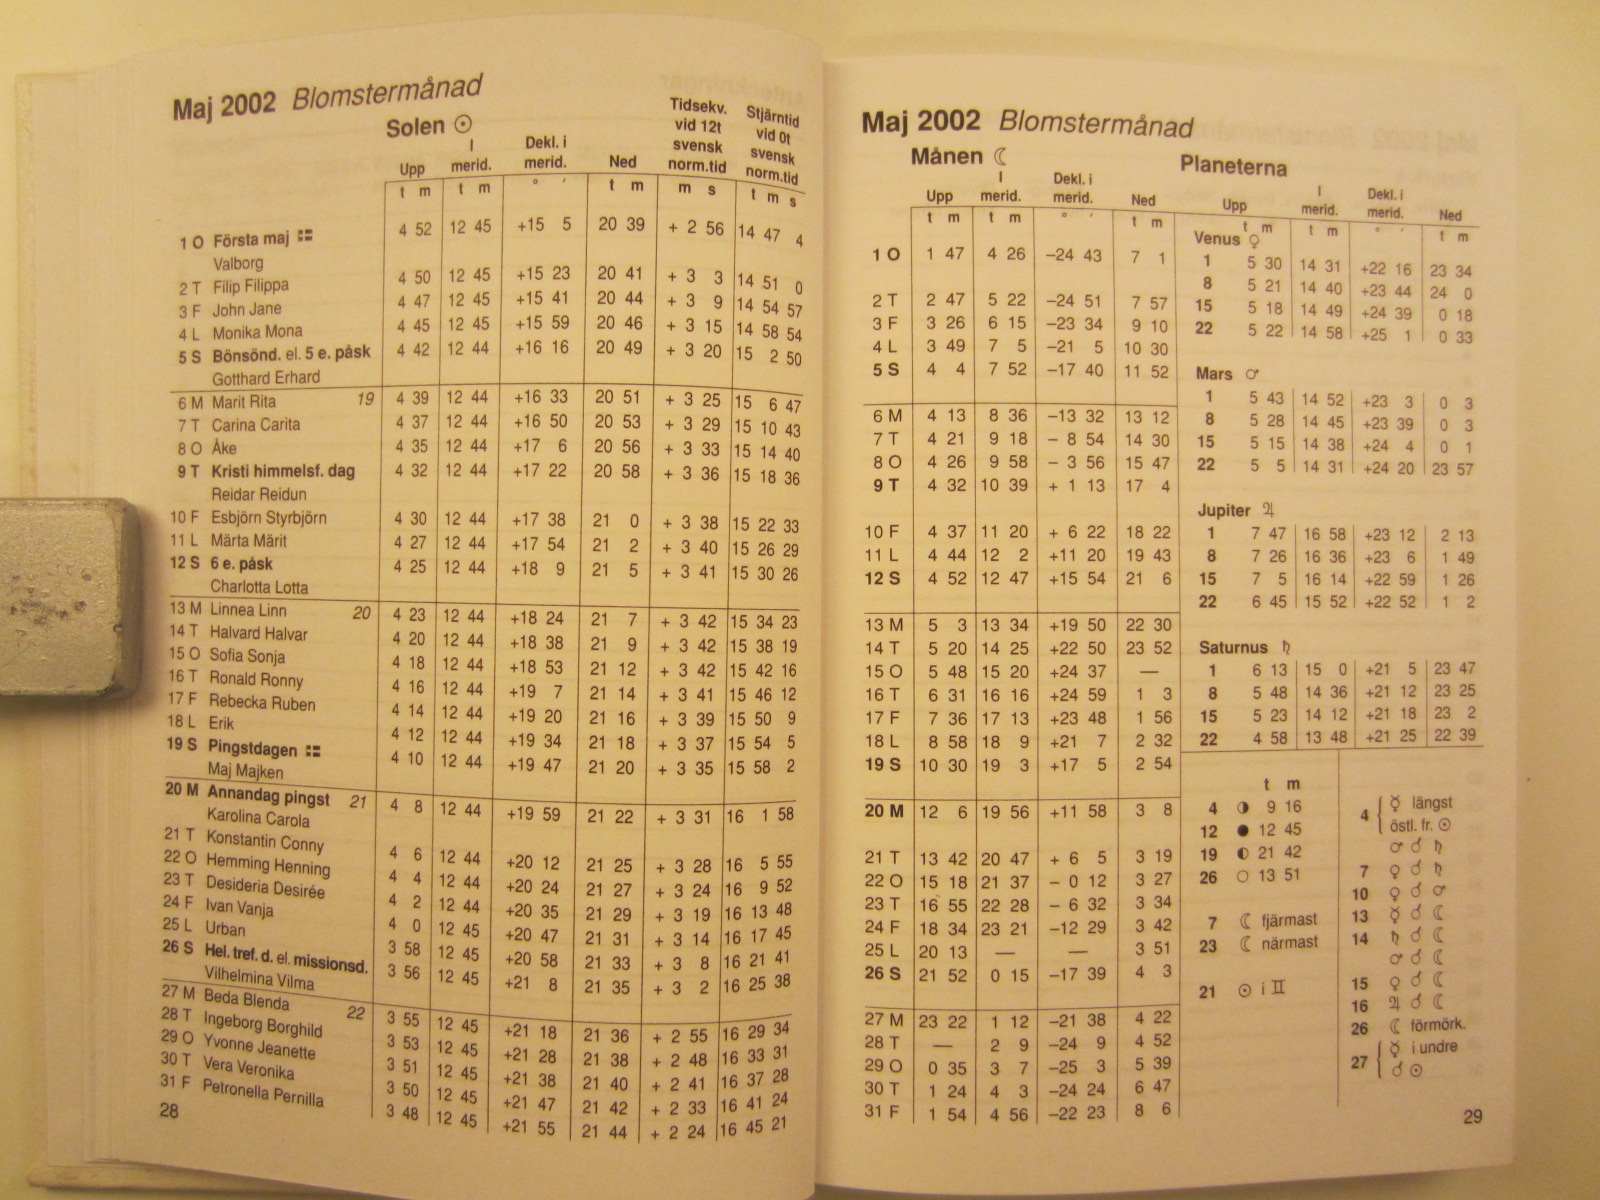 Maj 2002 Blomstermånad
Solen ☉
Upp I merid. Dekl. i merid. Ned Tidsekv. vid 12t svensk norm.tid Stjärntid vid 0t svensk norm.tid
t m t m ° ′ t m m s t m s
1 O Första maj 4 52 12 45 +15 5 20 39 + 2 56 14 47 4
Valborg
2 T Filip Filippa 4 50 12 45 +15 23 20 41 + 3 3 14 51 0
3 F John Jane 4 47 12 45 +15 41 20 44 + 3 9 14 54 57
4 L Monika Mona 4 45 12 45 +15 59 20 46 + 3 15 14 58 54
5 S Bönsönd. el. 5 e. påsk 4 42 12 44 +16 16 20 49 + 3 20 15 2 50
Gotthard Erhard
6 M Marit Rita 19 4 39 12 44 +16 33 20 51 + 3 25 15 6 47
7 T Carina Carita 4 37 12 44 +16 50 20 53 + 3 29 15 10 43
8 O Åke 4 35 12 44 +17 6 20 56 + 3 33 15 14 40
9 T Kristi himmelsf. dag 4 32 12 44 +17 22 20 58 + 3 36 15 18 36
Reidar Reidun
10 F Esbjörn Styrbjörn 4 30 12 44 +17 38 21 0 + 3 38 15 22 33
11 L Märta Märit 4 27 12 44 +17 54 21 2 + 3 40 15 26 29
12 S 6 e. påsk 4 25 12 44 +18 9 21 5 + 3 41 15 30 26
Charlotta Lotta
13 M Linnea Linn 20 4 23 12 44 +18 24 21 7 + 3 42 15 34 23
14 T Halvard Halvar 4 20 12 44 +18 38 21 9 + 3 42 15 38 19
15 O Sofia Sonja 4 18 12 44 +18 53 21 12 + 3 42 15 42 16
16 T Ronald Ronny 4 16 12 44 +19 7 21 14 + 3 41 15 46 12
17 F Rebecka Ruben 4 14 12 44 +19 20 21 16 + 3 39 15 50 9
18 L Erik 4 12 12 44 +19 34 21 18 + 3 37 15 54 5
19 S Pingstdagen 4 10 12 44 +19 47 21 20 + 3 35 15 58 2
Maj Majken
20 M Annandag pingst 21 4 8 12 44 +19 59 21 22 + 3 31 16 1 58
Karolina Carola
21 T Konstantin Conny 4 6 12 44 +20 12 21 25 + 3 28 16 5 55
22 O Hemming Henning 4 4 12 44 +20 24 21 27 + 3 24 16 9 52
23 T Desideria Desirée 4 2 12 44 +20 35 21 29 + 3 19 16 13 48
24 F Ivan Vanja 4 0 12 45 +20 47 21 31 + 3 14 16 17 45
25 L Urban 3 58 12 45 +20 58 21 33 + 3 8 16 21 41
26 S Hel. tref. d. el. missionsd. 3 56 12 45 +21 8 21 35 + 3 2 16 25 38
Vilhelmina Vilma
27 M Beda Blenda 22 3 55 12 45 +21 18 21 36 + 2 55 16 29 34
28 T Ingeborg Borghild 3 53 12 45 +21 28 21 38 + 2 48 16 33 31
29 O Yvonne Jeanette 3 51 12 45 +21 38 21 40 + 2 41 16 37 28
30 T Vera Veronika 3 50 12 45 +21 47 21 42 + 2 33 16 41 24
31 F Petronella Pernilla 3 48 12 45 +21 55 21 44 + 2 24 16 45 21
28
Maj 2002 Blomstermånad
Månen ☾
Upp I merid. Dekl. i merid. Ned
t m t m ° ′ t m
1 O 1 47 4 26 –24 43 7 1
2 T 2 47 5 22 –24 51 7 57
3 F 3 26 6 15 –23 34 9 10
4 L 3 49 7 5 –21 5 10 30
5 S 4 4 7 52 –17 40 11 52
6 M 4 13 8 36 –13 32 13 12
7 T 4 21 9 18 – 8 54 14 30
8 O 4 26 9 58 – 3 56 15 47
9 T 4 32 10 39 + 1 13 17 4
10 F 4 37 11 20 + 6 22 18 22
11 L 4 44 12 2 +11 20 19 43
12 S 4 52 12 47 +15 54 21 6
13 M 5 3 13 34 +19 50 22 30
14 T 5 20 14 25 +22 50 23 52
15 O 5 48 15 20 +24 37 —
16 T 6 31 16 16 +24 59 1 3
17 F 7 36 17 13 +23 48 1 56
18 L 8 58 18 9 +21 7 2 32
19 S 10 30 19 3 +17 5 2 54
20 M 12 6 19 56 +11 58 3 8
21 T 13 42 20 47 + 6 5 3 19
22 O 15 18 21 37 – 0 12 3 27
23 T 16 55 22 28 – 6 32 3 34
24 F 18 34 23 21 –12 29 3 42
25 L 20 13 — — 3 51
26 S 21 52 0 15 –17 39 4 3
27 M 23 22 1 12 –21 38 4 22
28 T — 2 9 –24 9 4 52
29 O 0 35 3 7 –25 3 5 39
30 T 1 24 4 3 –24 24 6 47
31 F 1 54 4 56 –22 23 8 6
Planeterna
Upp I merid. Dekl. i merid. Ned
t m t m ° ′ t m
Venus ♀
1 5 30 14 31 +22 16 23 34
8 5 21 14 40 +23 44 24 0
15 5 18 14 49 +24 39 0 18
22 5 22 14 58 +25 1 0 33
Mars ♂
1 5 43 14 52 +23 3 0 3
8 5 28 14 45 +23 39 0 3
15 5 15 14 38 +24 4 0 1
22 5 5 14 31 +24 20 23 57
Jupiter ♃
1 7 47 16 58 +23 12 2 13
8 7 26 16 36 +23 6 1 49
15 7 5 16 14 +22 59 1 26
22 6 45 15 52 +22 52 1 2
Saturnus ♄
1 6 13 15 0 +21 5 23 47
8 5 48 14 36 +21 12 23 25
15 5 23 14 12 +21 18 23 2
22 4 58 13 48 +21 25 22 39
t m
4 ◑ 9 16
12 ● 12 45
19 ◐ 21 42
26 ○ 13 51
7 ☾ fjärmast
23 ☾ närmast
21 ☉ i ♊
4 ☿ längst
östl. fr. ☉
♂ ☌ ♄
7 ♀ ☌ ♄
10 ♀ ☌ ♂
13 ☿ ☌ ☾
14 ♄ ☌ ☾
♂ ☌ ☾
15 ♀ ☌ ☾
16 ♃ ☌ ☾
26 ☾ förmörk.
27 ☿ i undre
☌ ☉
29